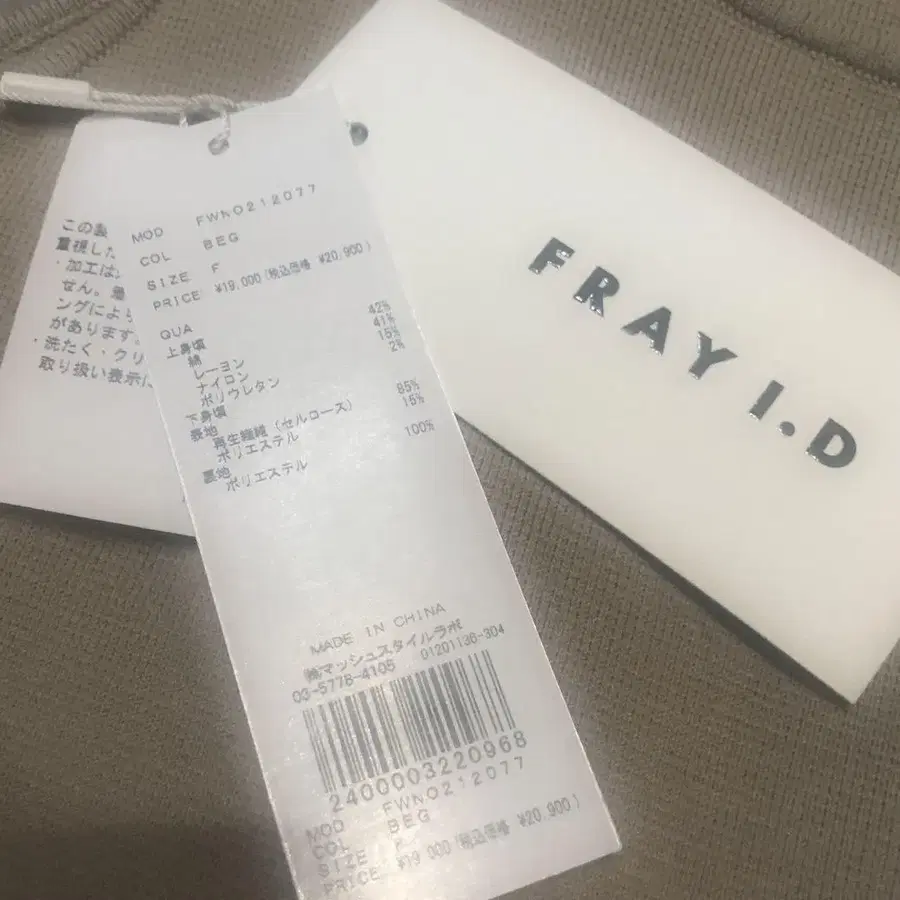 FRAY I.D
この製
重視した
・加工は
せん。
ングによ
があります。
・洗たく・クリ
取り扱い表示
MOD FWNO212077
COL BEG
SIZE F
PRICE ¥19,000(税込価格 ¥20,900)
QUA
上身頃
綿 42%
レーヨン 41%
ナイロン 15%
ポリウレタン 2%
下身頃
表地
再生繊維(セルロース) 85%
ポリエステル 15%
裏地
ポリエステル 100%
MADE IN CHINA
㈱マッシュスタイルラボ
03-5778-4105 01201136-304
2400003220968
MOD FWNO212077
COL BEG
SIZE F
PRICE ¥19,000(税込価格 ¥20,900)